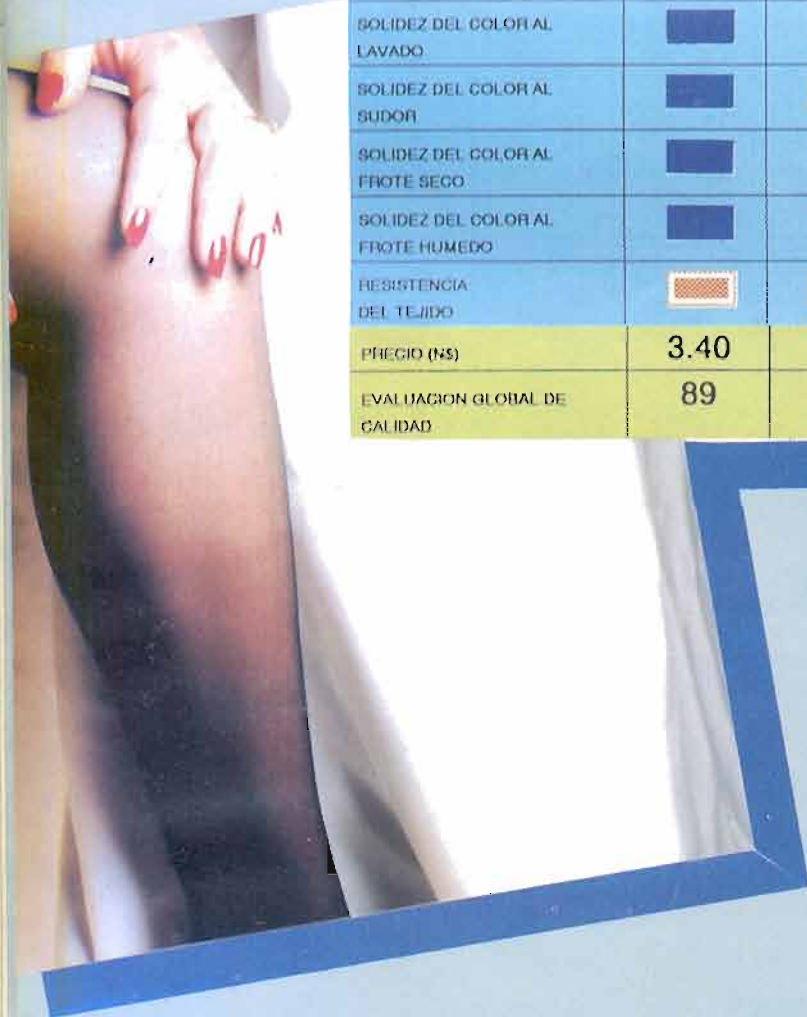 SOLIDEZ DEL COLOR AL
LAVADO
SOLIDEZ DEL COLOR AL
SUDOR
SOLIDEZ DEL COLOR AL
FROTE SECO
SOLIDEZ DEL COLOR AL
FROTE HUMEDO
RESISTENCIA
DEL TEJIDO
PRECIO (N$) 3.40
EVALUACION GLOBAL DE 89
CALIDAD